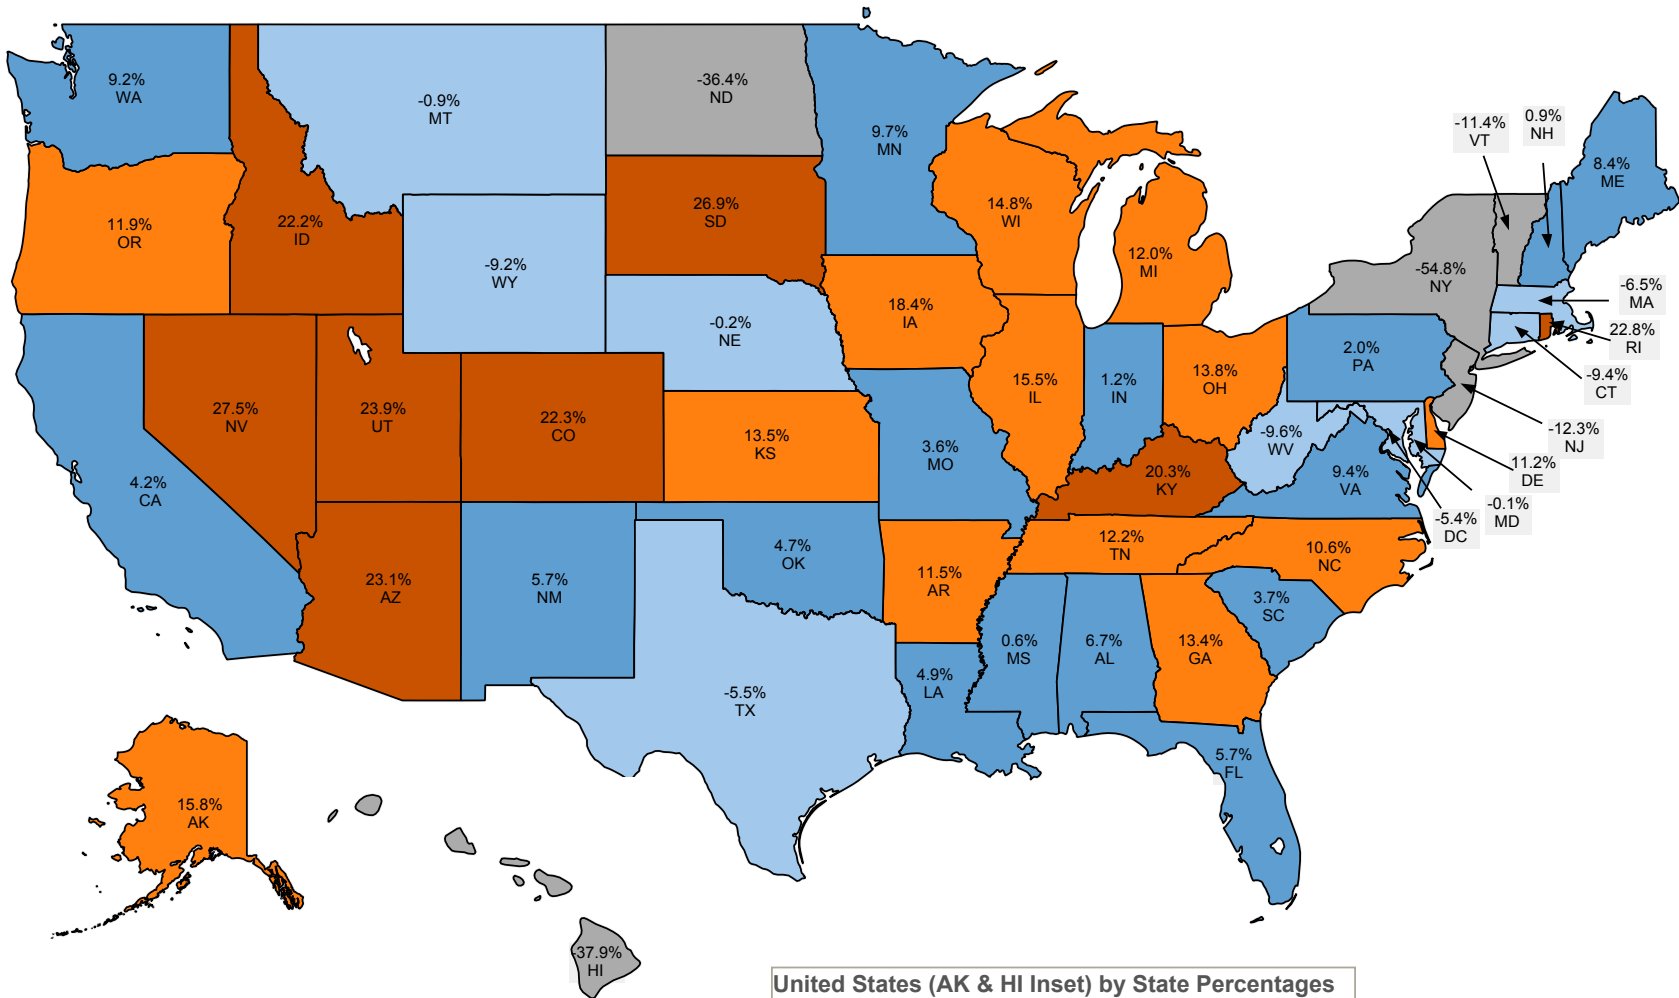 9.2%
WA
-0.9%
MT
-36.4%
ND
9.7%
MN
-11.4%
VT
0.9%
NH
8.4%
ME
11.9%
OR
22.2%
ID
-9.2%
WY
26.9%
SD
14.8%
WI
12.0%
MI
-54.8%
NY
-6.5%
MA
22.8%
RI
-9.4%
CT
-0.2%
NE
18.4%
IA
2.0%
PA
27.5%
NV
23.9%
UT
22.3%
CO
13.5%
KS
3.6%
MO
15.5%
IL
1.2%
IN
13.8%
OH
-9.6%
WV
9.4%
VA
-12.3%
NJ
11.2%
DE
-0.1%
MD
-5.4%
DC
4.2%
CA
20.3%
KY
23.1%
AZ
5.7%
NM
4.7%
OK
11.5%
AR
12.2%
TN
10.6%
NC
3.7%
SC
-5.5%
TX
4.9%
LA
0.6%
MS
6.7%
AL
13.4%
GA
5.7%
FL
15.8%
AK
-37.9%
HI
United States (AK & HI Inset) by State Percentages